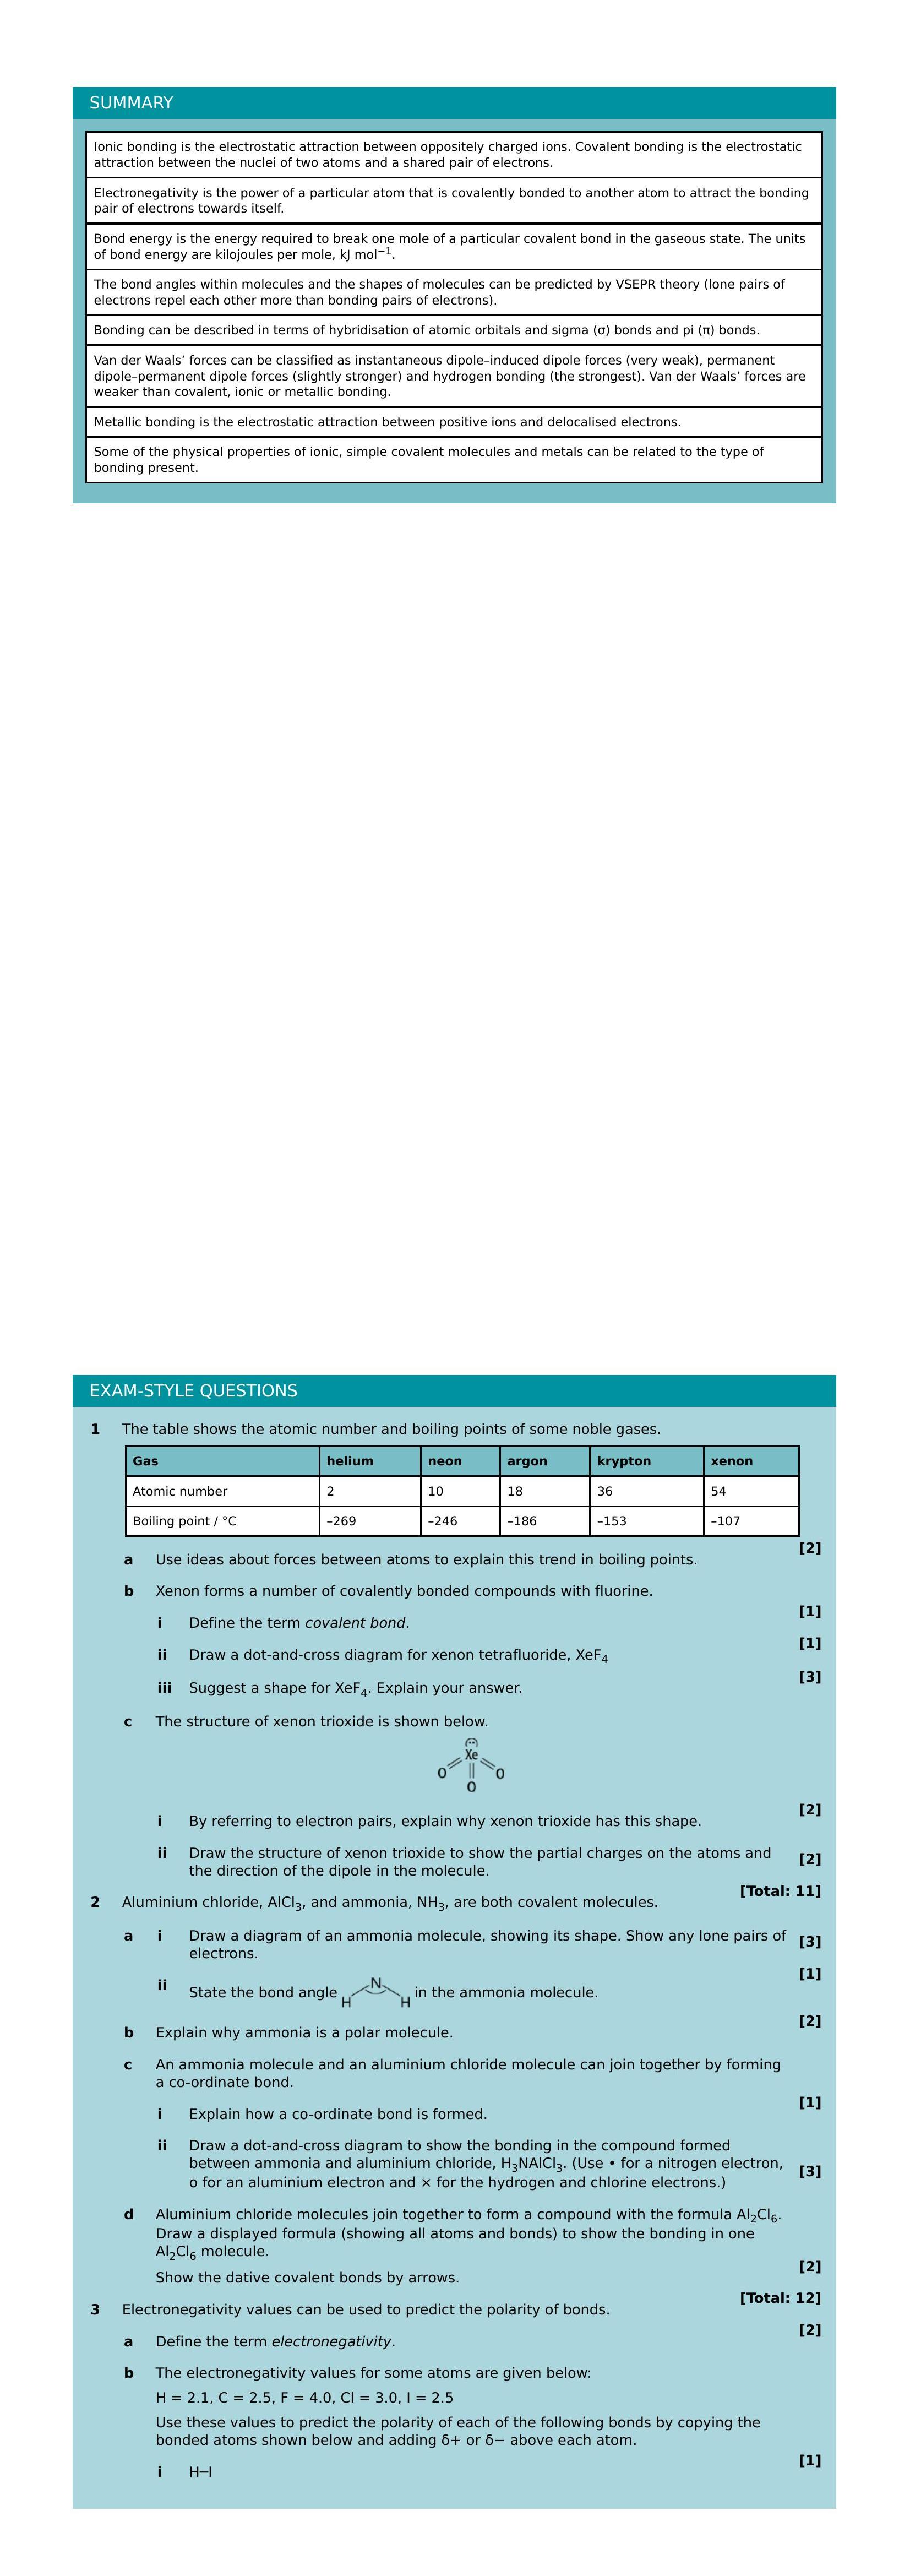 SUMMARY
Ionic bonding is the electrostatic attraction between oppositely charged ions. Covalent bonding is the electrostatic
attraction between the nuclei of two atoms and a shared pair of electrons.
Electronegativity is the power of a particular atom that is covalently bonded to another atom to attract the bonding
pair of electrons towards itself.
Bond energy is the energy required to break one mole of a particular covalent bond in the gaseous state. The units
of bond energy are kilojoules per mole, kJ mol⁻¹.
The bond angles within molecules and the shapes of molecules can be predicted by VSEPR theory (lone pairs of
electrons repel each other more than bonding pairs of electrons).
Bonding can be described in terms of hybridisation of atomic orbitals and sigma (σ) bonds and pi (π) bonds.
Van der Waals’ forces can be classified as instantaneous dipole–induced dipole forces (very weak), permanent
dipole–permanent dipole forces (slightly stronger) and hydrogen bonding (the strongest). Van der Waals’ forces are
weaker than covalent, ionic or metallic bonding.
Metallic bonding is the electrostatic attraction between positive ions and delocalised electrons.
Some of the physical properties of ionic, simple covalent molecules and metals can be related to the type of
bonding present.
EXAM-STYLE QUESTIONS
1 The table shows the atomic number and boiling points of some noble gases.
Gas helium neon argon krypton xenon
Atomic number 2 10 18 36 54
Boiling point / °C –269 –246 –186 –153 –107
a Use ideas about forces between atoms to explain this trend in boiling points. [2]
b Xenon forms a number of covalently bonded compounds with fluorine.
i Define the term covalent bond. [1]
ii Draw a dot-and-cross diagram for xenon tetrafluoride, XeF₄ [1]
iii Suggest a shape for XeF₄. Explain your answer. [3]
c The structure of xenon trioxide is shown below.
Xe
O O
O
i By referring to electron pairs, explain why xenon trioxide has this shape. [2]
ii Draw the structure of xenon trioxide to show the partial charges on the atoms and
the direction of the dipole in the molecule. [2]
[Total: 11]
2 Aluminium chloride, AlCl₃, and ammonia, NH₃, are both covalent molecules.
a i Draw a diagram of an ammonia molecule, showing its shape. Show any lone pairs of
electrons. [3]
ii State the bond angle H N H in the ammonia molecule. [1]
b Explain why ammonia is a polar molecule. [2]
c An ammonia molecule and an aluminium chloride molecule can join together by forming
a co-ordinate bond.
i Explain how a co-ordinate bond is formed. [1]
ii Draw a dot-and-cross diagram to show the bonding in the compound formed
between ammonia and aluminium chloride, H₃NAlCl₃. (Use • for a nitrogen electron,
o for an aluminium electron and × for the hydrogen and chlorine electrons.) [3]
d Aluminium chloride molecules join together to form a compound with the formula Al₂Cl₆.
Draw a displayed formula (showing all atoms and bonds) to show the bonding in one
Al₂Cl₆ molecule.
Show the dative covalent bonds by arrows. [2]
[Total: 12]
3 Electronegativity values can be used to predict the polarity of bonds.
a Define the term electronegativity. [2]
b The electronegativity values for some atoms are given below:
H = 2.1, C = 2.5, F = 4.0, Cl = 3.0, I = 2.5
Use these values to predict the polarity of each of the following bonds by copying the
bonded atoms shown below and adding δ+ or δ− above each atom.
i H─I [1]